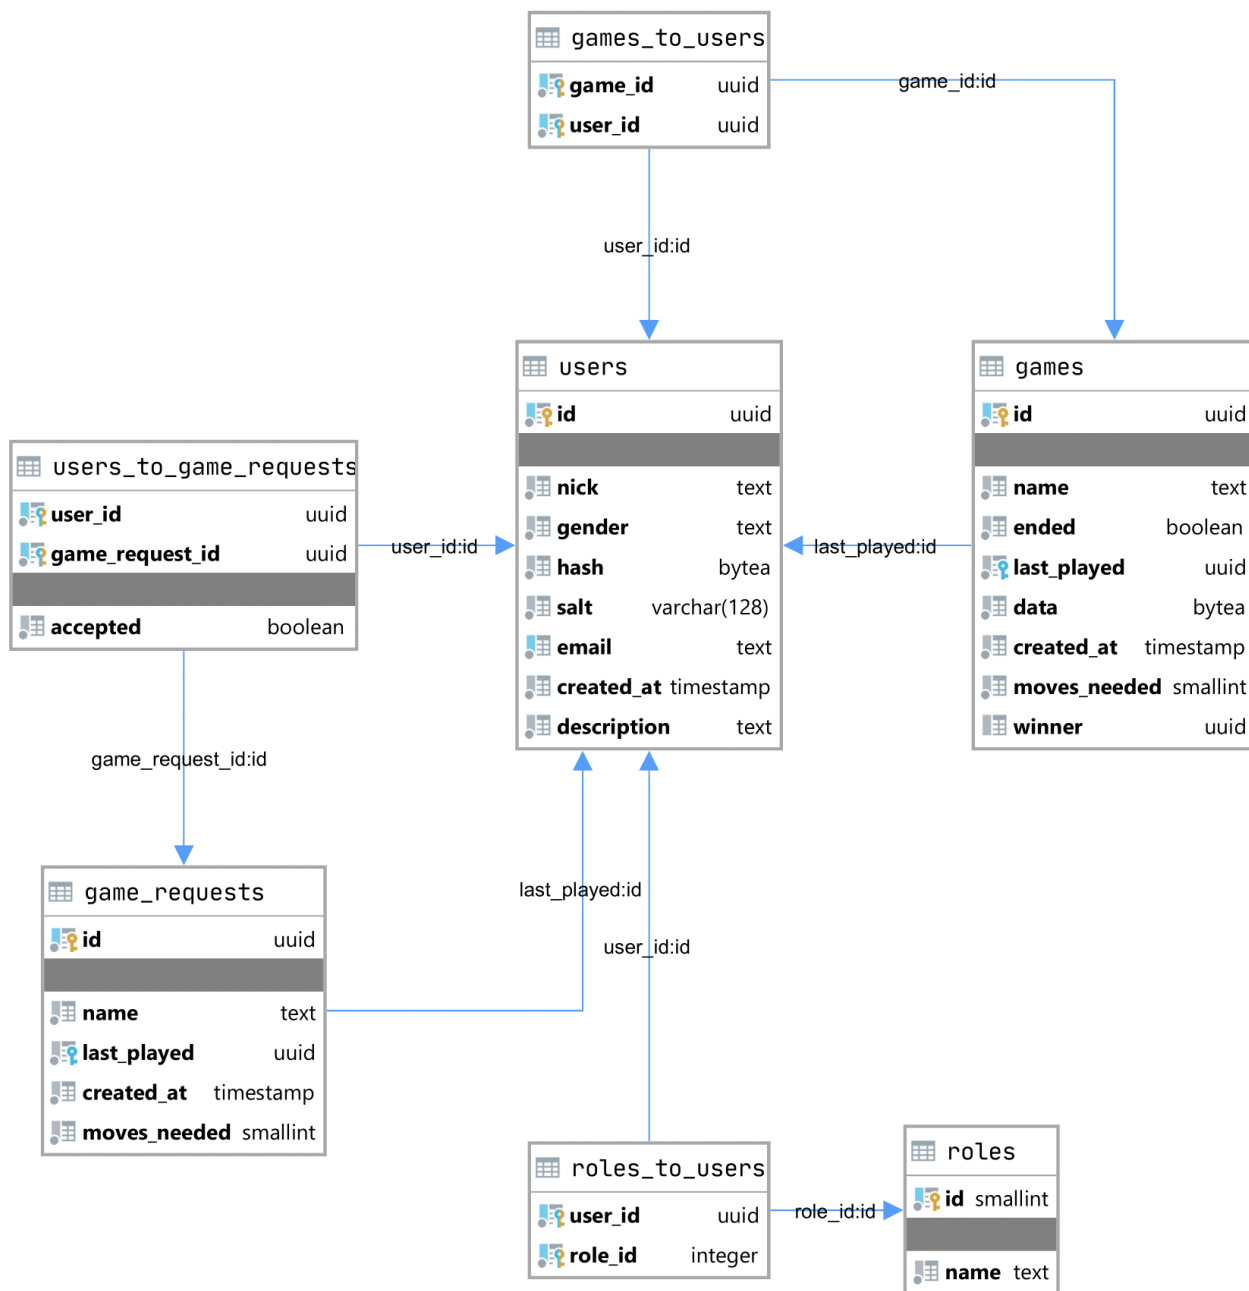 games_to_users
game_id uuid
user_id uuid
game_id:id
user_id:id
users
id uuid
nick text
gender text
hash bytea
salt varchar(128)
email text
created_at timestamp
description text
games
id uuid
name text
ended boolean
last_played uuid
data bytea
created_at timestamp
moves_needed smallint
winner uuid
users_to_game_requests
user_id uuid
game_request_id uuid
accepted boolean
user_id:id
last_played:id
game_request_id:id
game_requests
id uuid
name text
last_played uuid
created_at timestamp
moves_needed smallint
last_played:id
user_id:id
roles_to_users
user_id uuid
role_id integer
role_id:id
roles
id smallint
name text